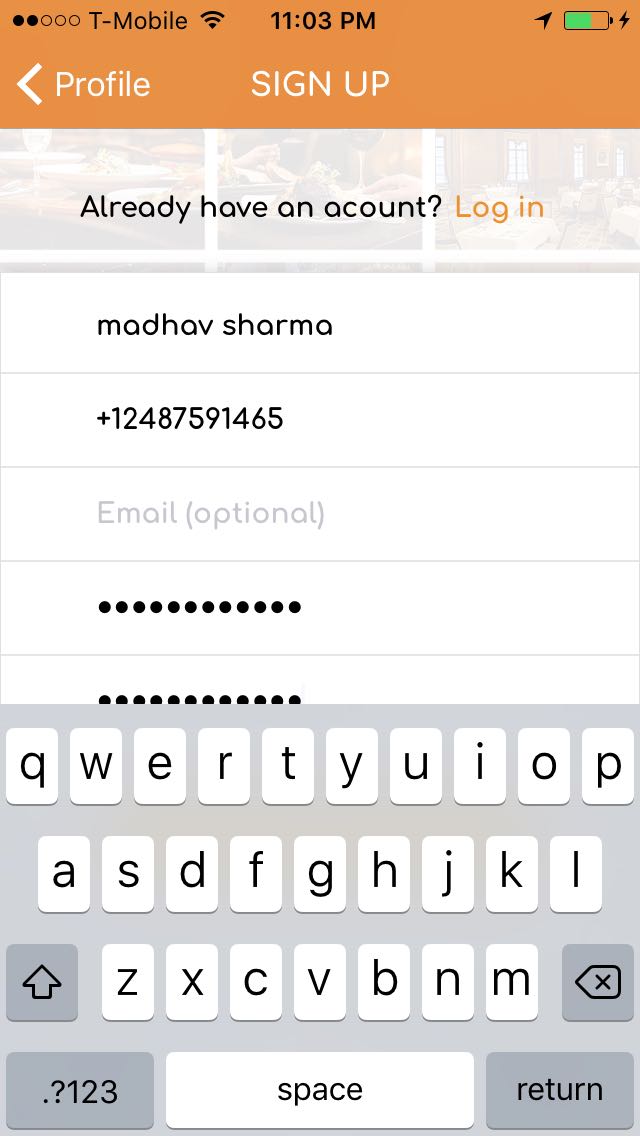 T-Mobile 11:03 PM
Profile SIGN UP
Already have an acount? Log in
madhav sharma
+12487591465
Email (optional)
••••••••••••
••••••••••••
q w e r t y u i o p
a s d f g h j k l
z x c v b n m
.?123 space return